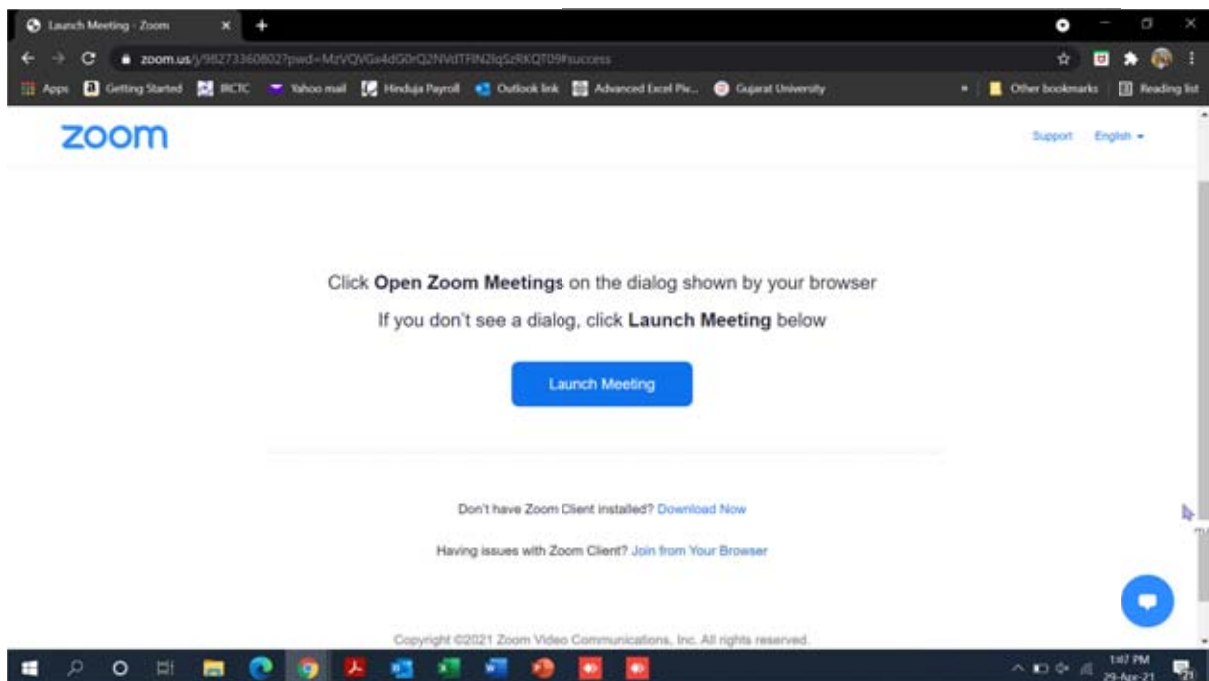 Launch Meeting - Zoom
zoom.us
Apps Getting Started IRCTC Yahoo mail Hinduja Payroll Outlook link Advanced Excel Piv... Gujarat University » Other bookmarks Reading list
zoom
Support English
Click Open Zoom Meetings on the dialog shown by your browser
If you don't see a dialog, click Launch Meeting below
Launch Meeting
Don't have Zoom Client installed? Download Now
Having issues with Zoom Client? Join from Your Browser
Copyright ©2021 Zoom Video Communications, Inc. All rights reserved.
1:47 PM
29-Apr-21